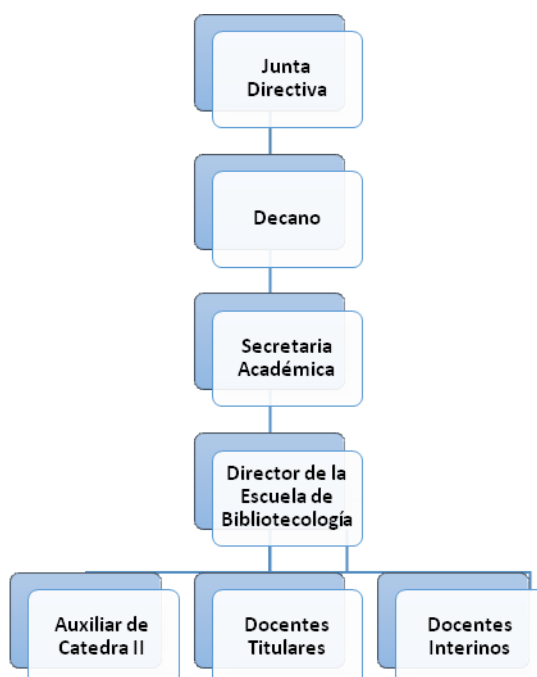 Junta
Directiva
Decano
Secretaria
Académica
Director de la
Escuela de
Bibliotecología
Auxiliar de
Catedra II
Docentes
Titulares
Docentes
Interinos